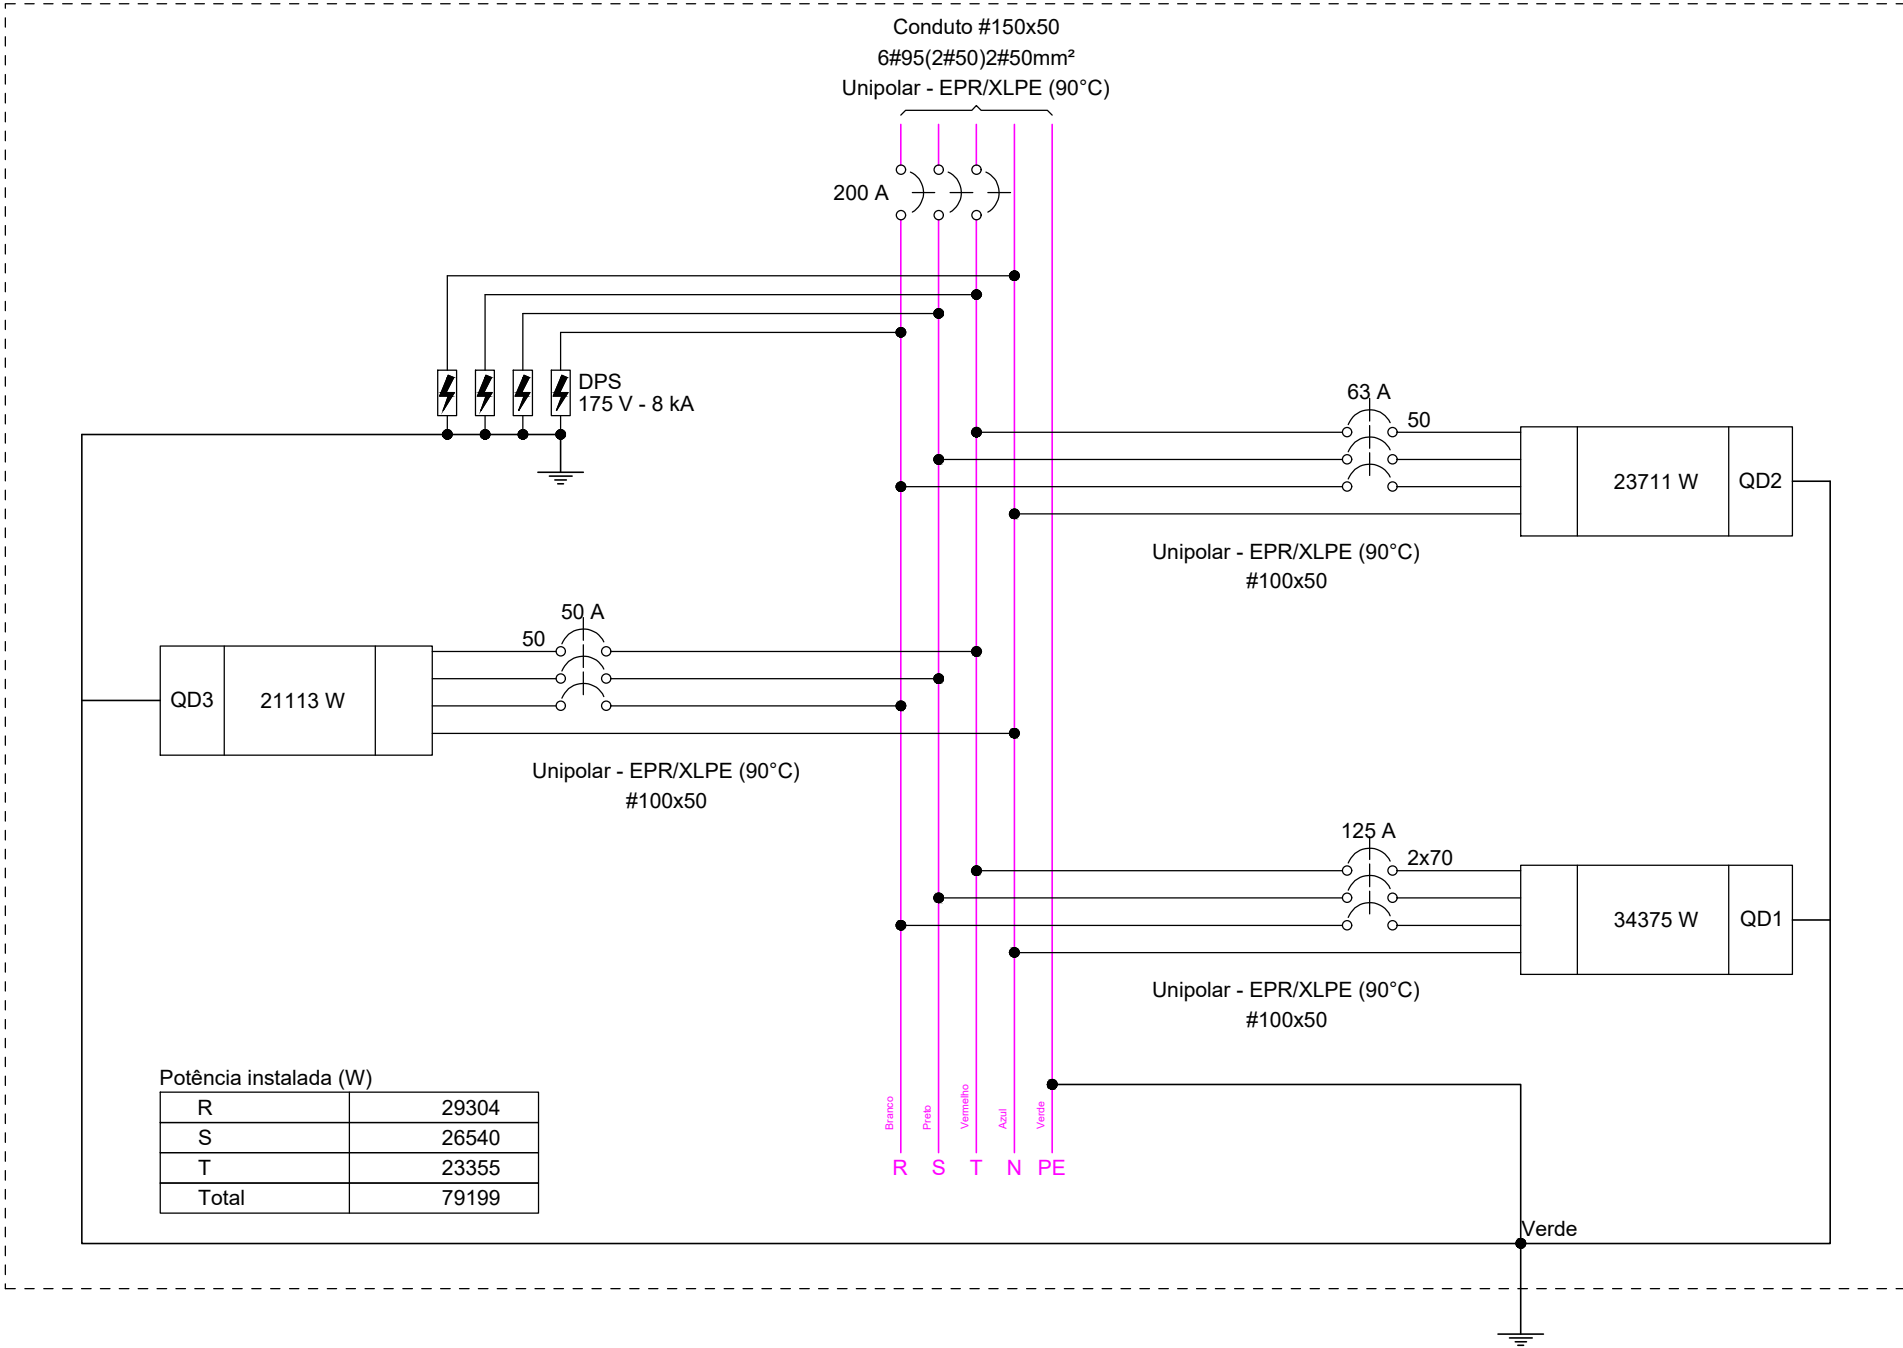 Conduto #150x50
6#95(2#50)2#50mm²
Unipolar - EPR/XLPE (90°C)
200 A
DPS
175 V - 8 kA
63 A
50
23711 W
QD2
Unipolar - EPR/XLPE (90°C)
#100x50
50 A
50
QD3
21113 W
Unipolar - EPR/XLPE (90°C)
#100x50
125 A
2x70
34375 W
QD1
Unipolar - EPR/XLPE (90°C)
#100x50
Potência instalada (W)
R 29304
S 26540
T 23355
Total 79199
Branco
Preto
Vermelho
Azul
Verde
R S T N PE
Verde